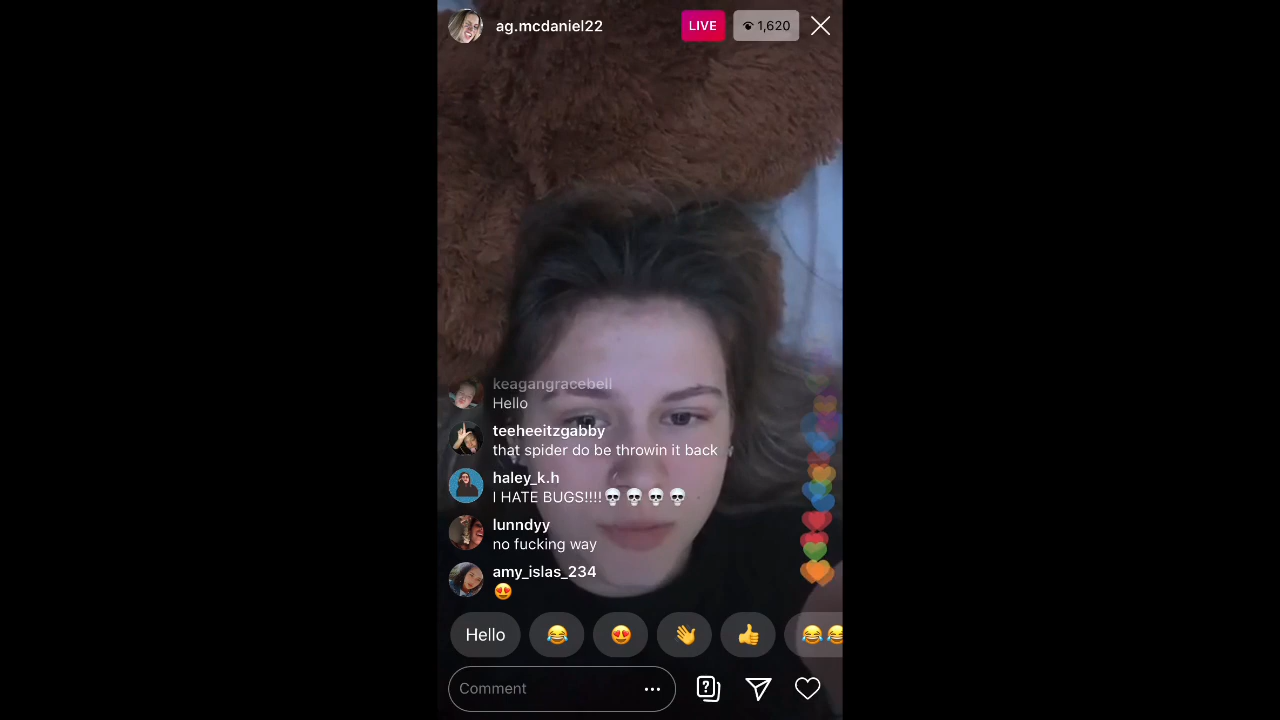 ag.mcdaniel22
LIVE
1,620
keagangracebell
Hello
teeheeitzgabby
that spider do be throwin it back
haley_k.h
I HATE BUGS!!!!💀💀💀💀
lunndyy
no fucking way
amy_islas_234
😍
Hello 😂 😍 👋 👍 😂😂
Comment